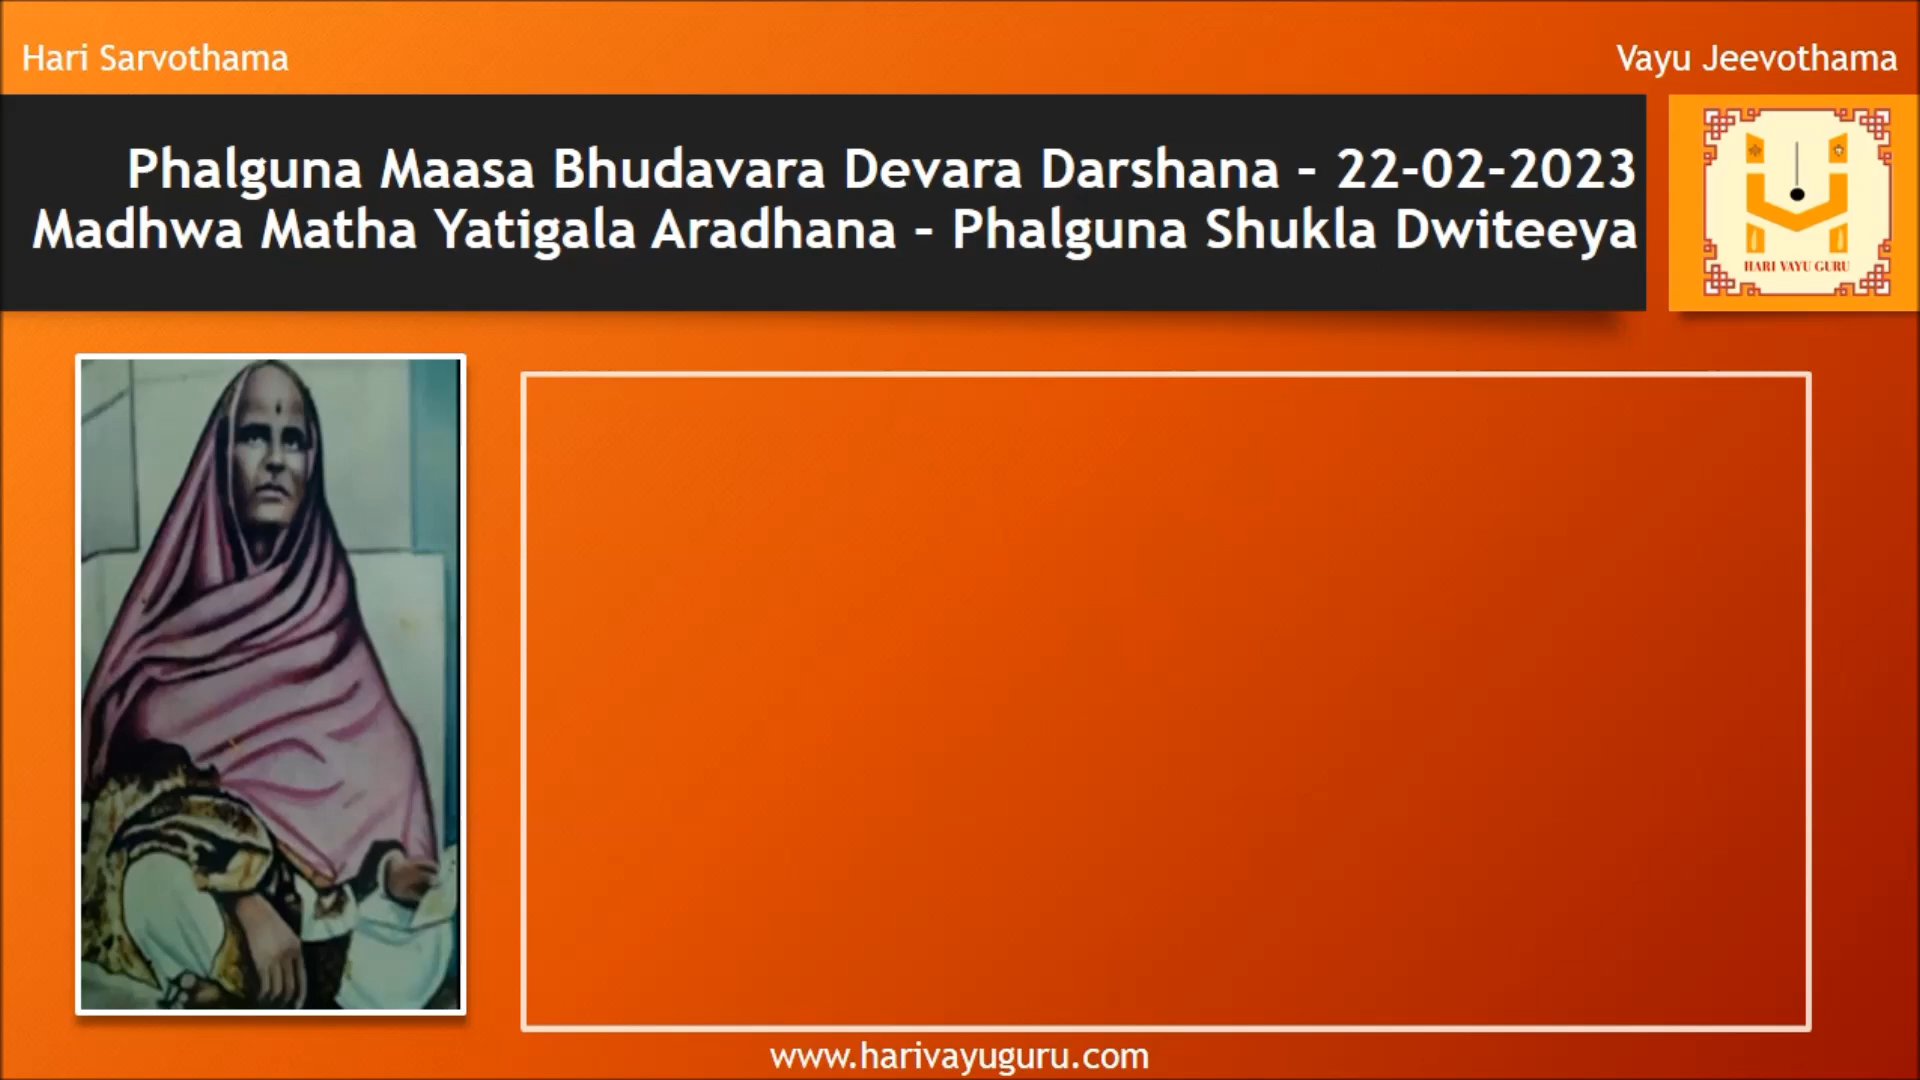 Hari Sarvothama
Vayu Jeevothama
Phalguna Maasa Bhudavara Devara Darshana – 22-02-2023
Madhwa Matha Yatigala Aradhana – Phalguna Shukla Dwiteeya
HARI VAYU GURU
www.harivayuguru.com